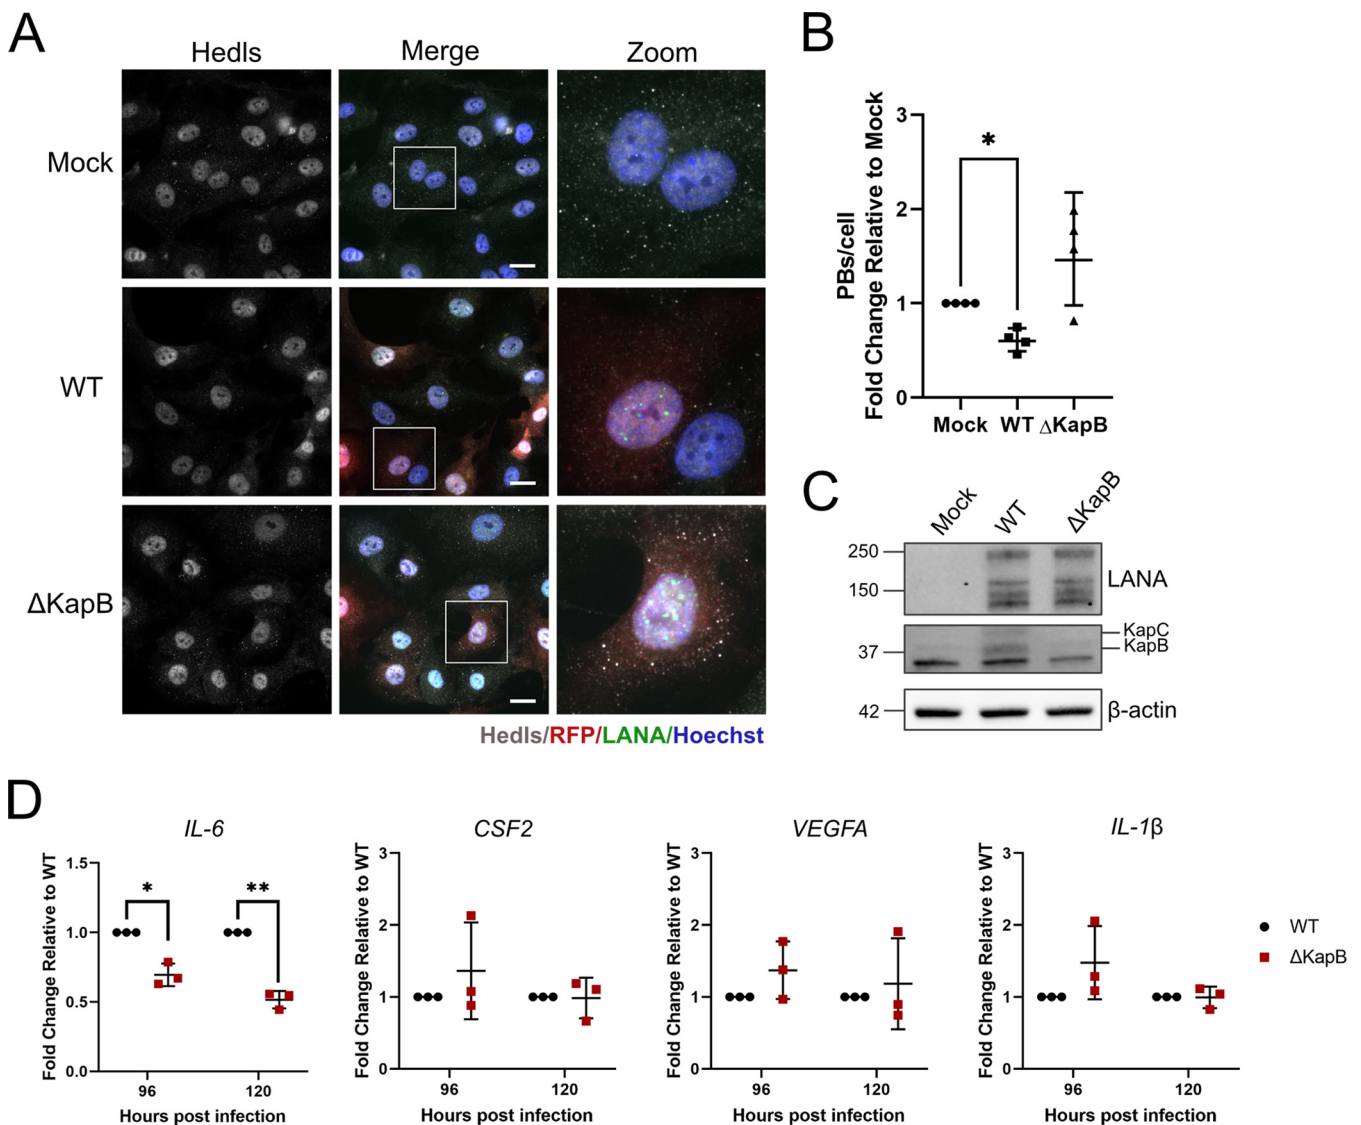 A
Hedls
Merge
Zoom
Mock
WT
ΔKapB
Hedls/RFP/LANA/Hoechst
B
PBs/cell
Fold Change Relative to Mock
3
2
1
0
*
Mock
WT
ΔKapB
C
Mock
WT
ΔKapB
250
150
LANA
37
KapC
KapB
42
β-actin
D
IL-6
Fold Change Relative to WT
1.5
1.0
0.5
0.0
*
**
96
120
Hours post infection
CSF2
Fold Change Relative to WT
3
2
1
0
96
120
Hours post infection
VEGFA
Fold Change Relative to WT
3
2
1
0
96
120
Hours post infection
IL-1β
Fold Change Relative to WT
3
2
1
0
96
120
Hours post infection
WT
ΔKapB